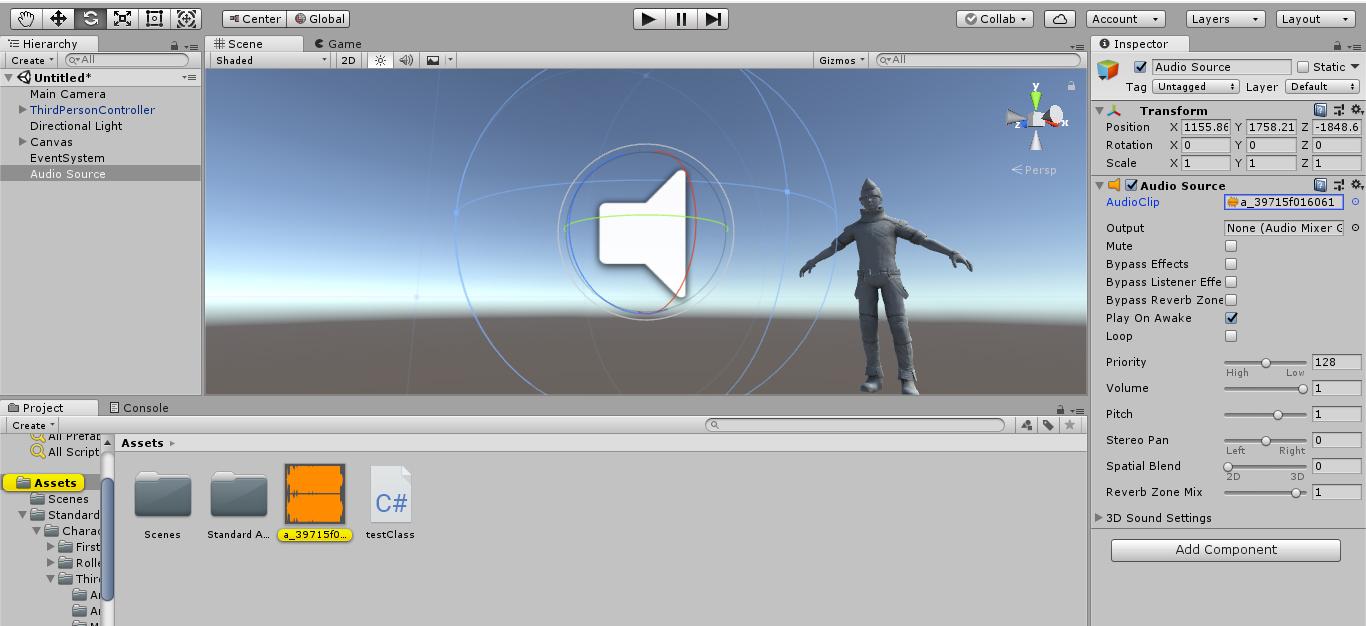 Center Global Collab Account Layers Layout
Hierarchy
Create All
Untitled*
Main Camera
ThirdPersonController
Directional Light
Canvas
EventSystem
Audio Source
Scene Game
Shaded 2D Gizmos All
y
z x
Persp
Inspector
Audio Source Static
Tag Untagged Layer Default
Transform
Position X 1155.86 Y 1758.21 Z -1848.6
Rotation X 0 Y 0 Z 0
Scale X 1 Y 1 Z 1
Audio Source
AudioClip a_39715f016061
Output None (Audio Mixer G
Mute
Bypass Effects
Bypass Listener Effe
Bypass Reverb Zone
Play On Awake
Loop
Priority 128
High Low
Volume 1
Pitch 1
Stereo Pan 0
Left Right
Spatial Blend 0
2D 3D
Reverb Zone Mix 1
3D Sound Settings
Add Component
Project Console
Create
All Prefab
All Script
Assets
Scenes
Standard
Charac
First
Rolle
Third
Assets
Scenes
Standard A...
C#
a_39715f0...
testClass